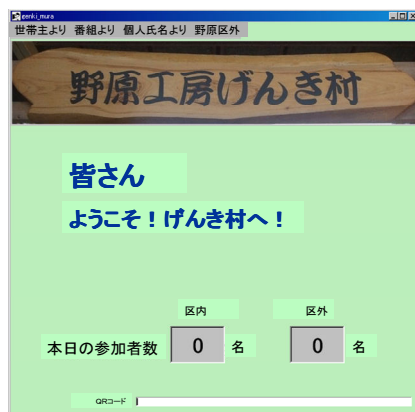 genki_mura
世帯主より 番組より 個人氏名より 野原区外
野原工房げんき村
皆さん
ようこそ！げんき村へ！
区内 区外
本日の参加者数 0 名 0 名
QRコード